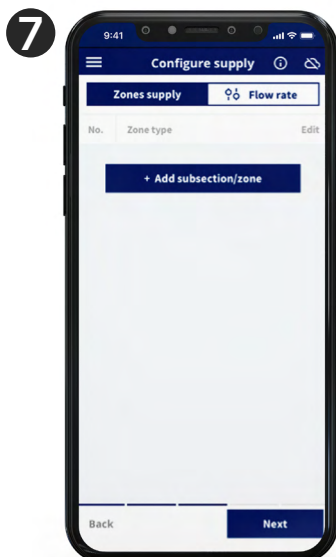 7
9:41
Configure supply
Zones supply Flow rate
No. Zone type Edit
+ Add subsection/zone
Back Next